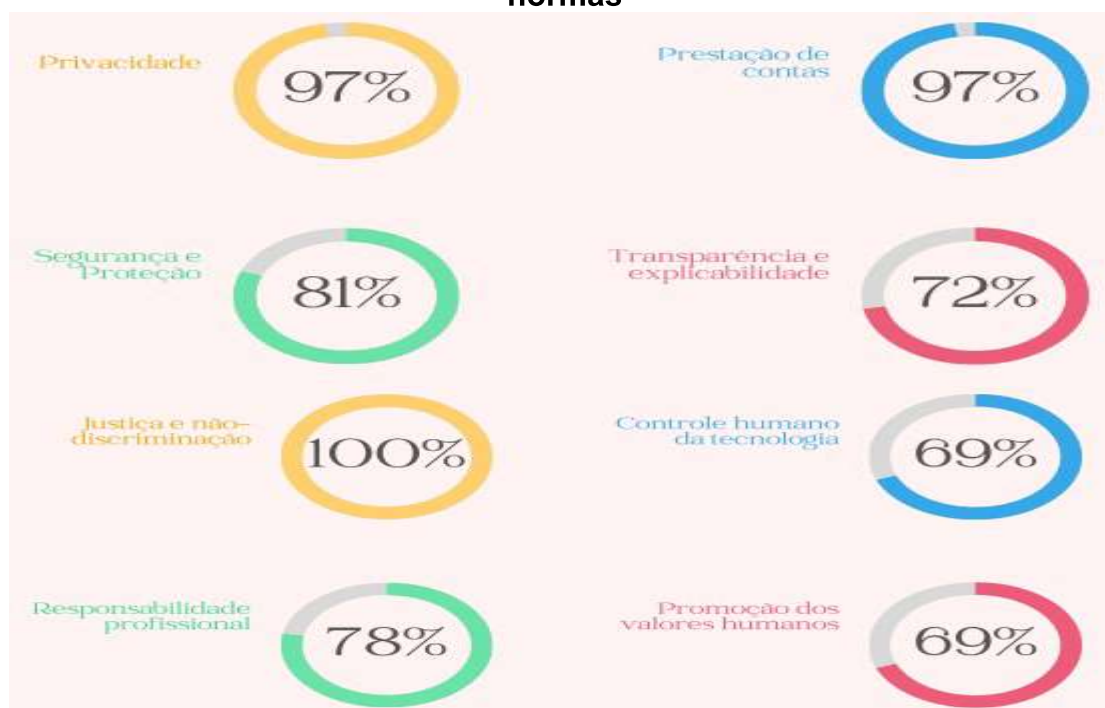 normas
Privacidade
97%
Prestação de
contas
97%
Segurança e
Proteção
81%
Transparência e
explicabilidade
72%
Justiça e não-
discriminação
100%
Controle humano
da tecnologia
69%
Responsabilidade
profissional
78%
Promoção dos
valores humanos
69%